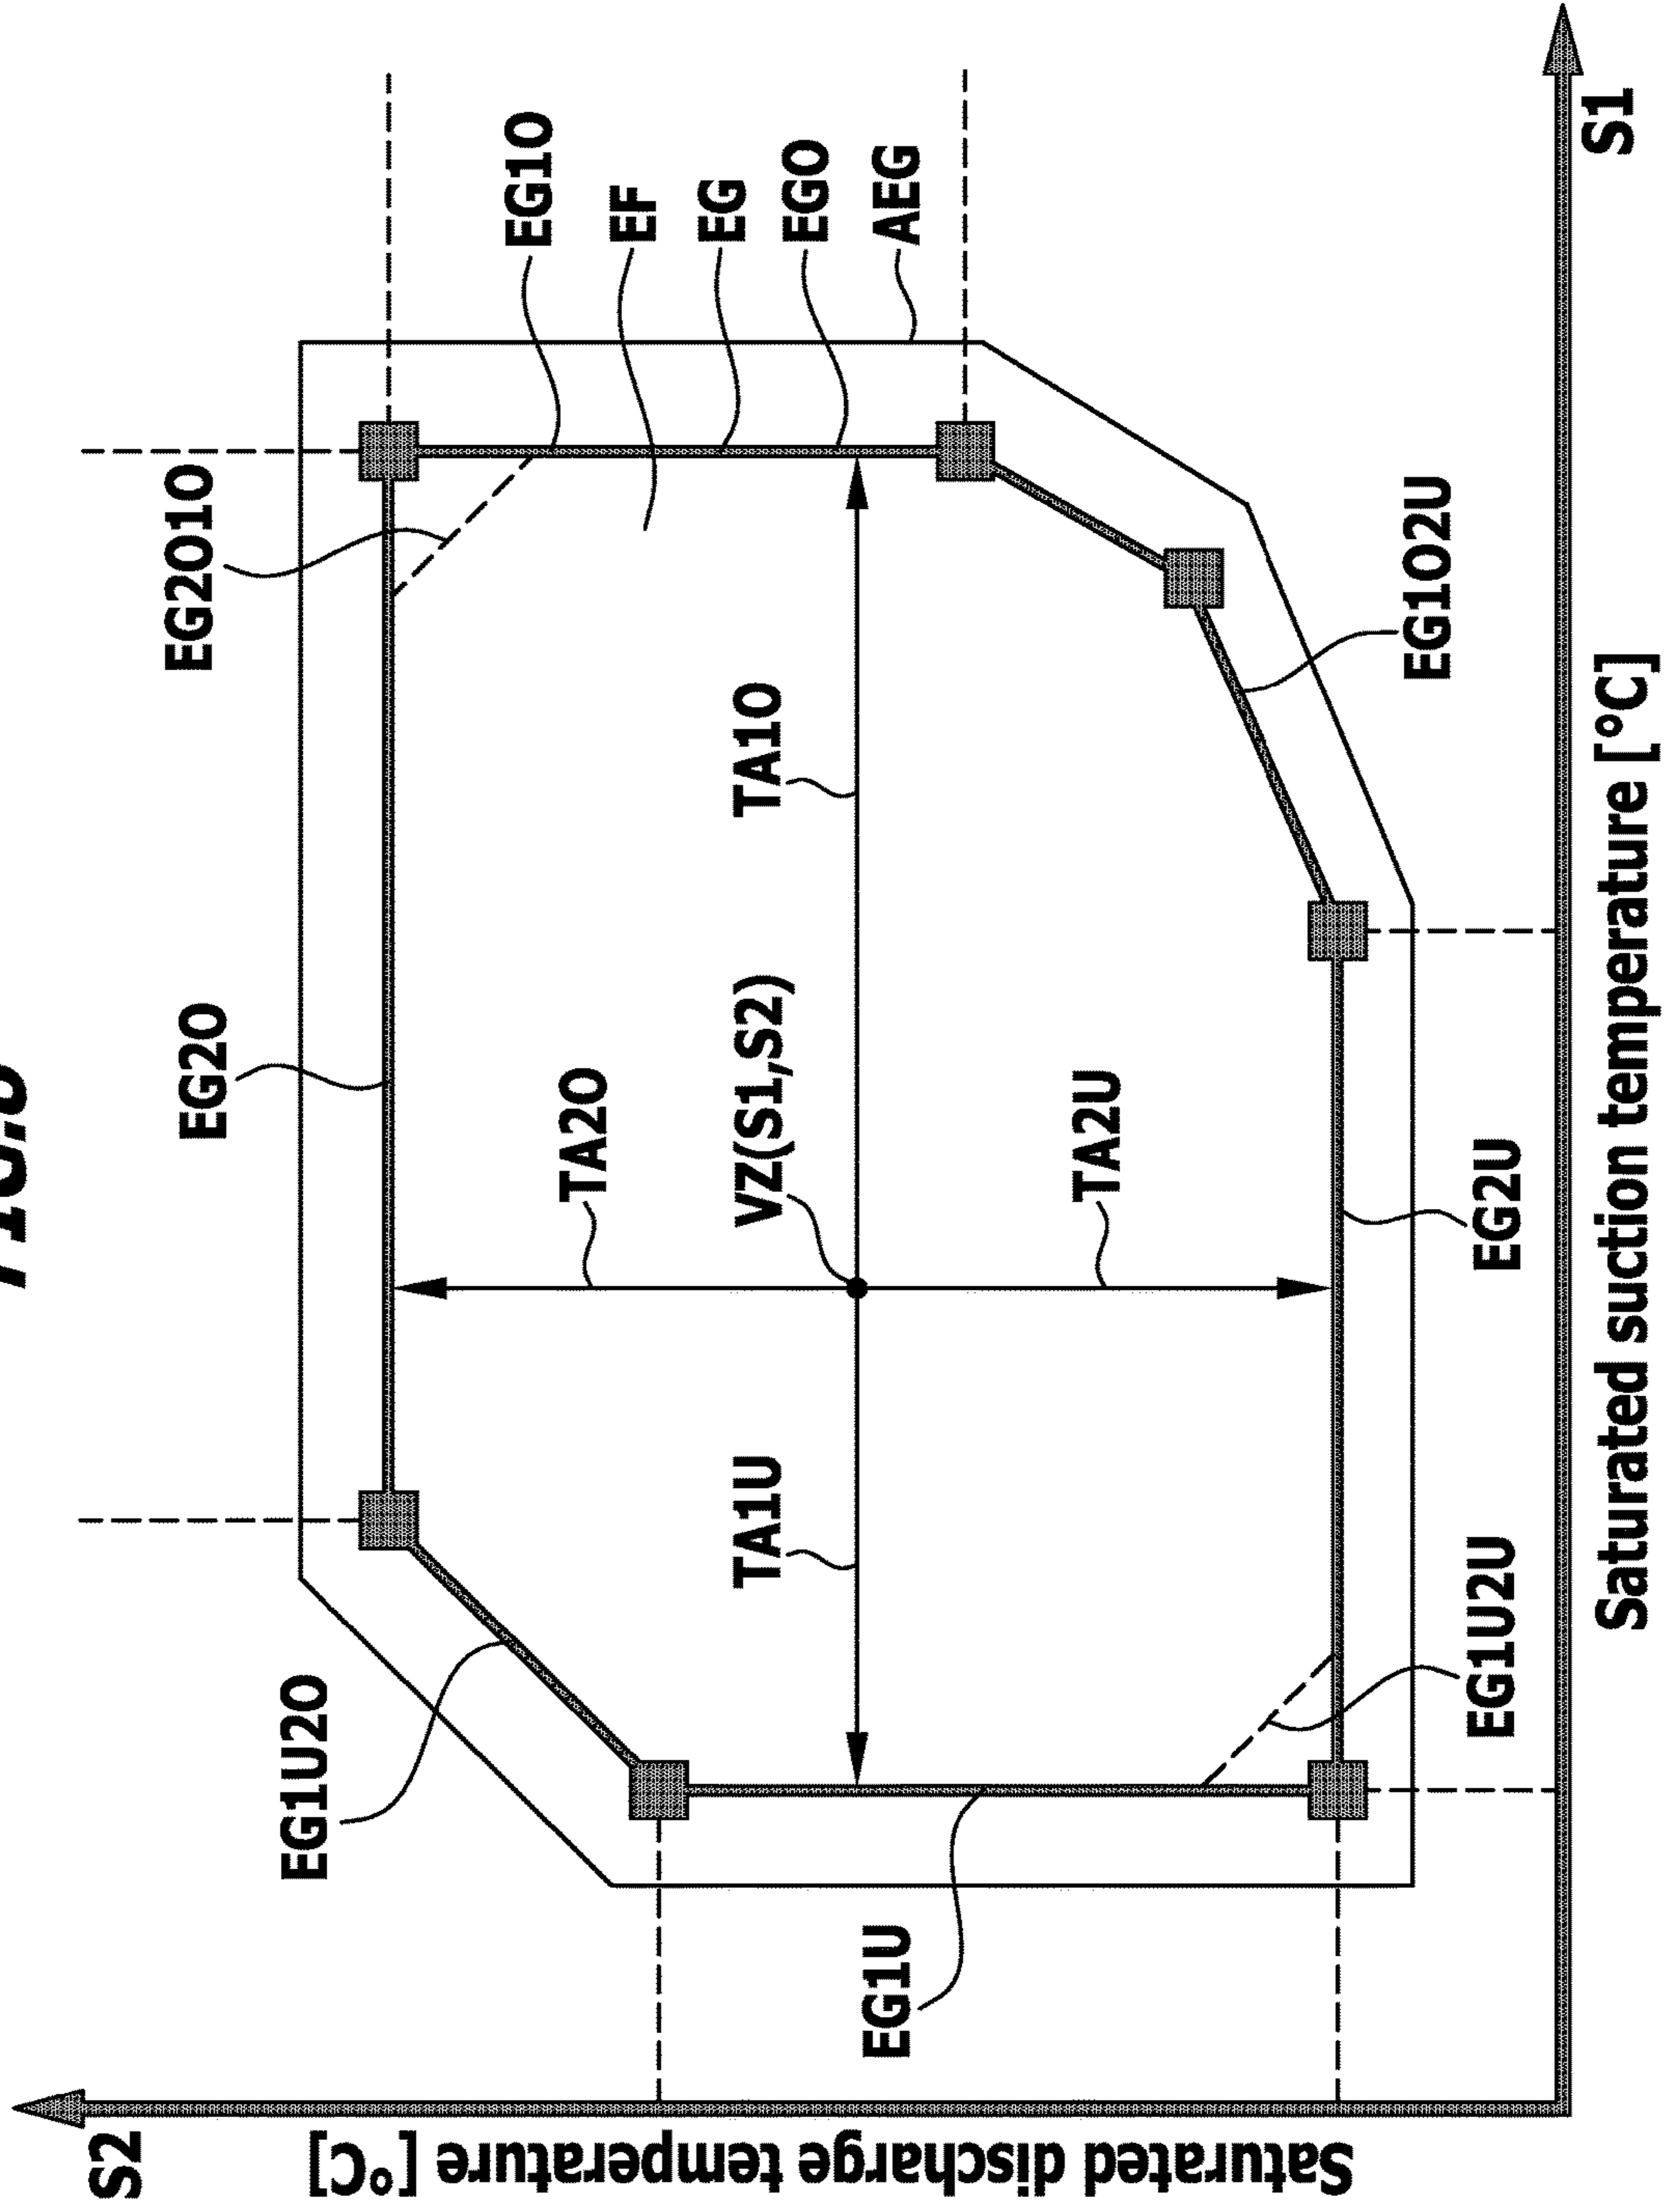 S2
EG2O1O
EG2O
EG1U2O
EG1O
EF
EG
EGO
AEG
TA2O
TA1U
VZ(S1,S2)
TA1O
EG1U
TA2U
EG1O2U
EG1U2U
EG2U
S1
Saturated discharge temperature [°C]
Saturated suction temperature [°C]